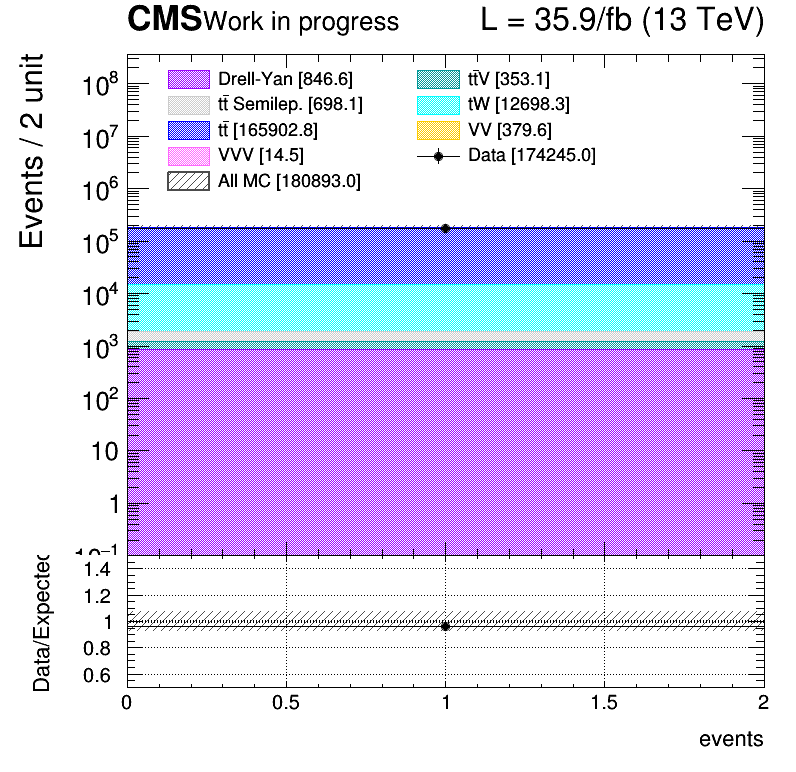 CMS Work in progress L = 35.9/fb (13 TeV)
Events / 2 unit
Drell-Yan [846.6] tt̄V [353.1]
tt̄ Semilep. [698.1] tW [12698.3]
tt̄ [165902.8] VV [379.6]
VVV [14.5] Data [174245.0]
All MC [180893.0]
10⁸
10⁷
10⁶
10⁵
10⁴
10³
10²
10
1
10⁻¹
Data/Expected
1.4
1.2
1
0.8
0.6
0 0.5 1 1.5 2
events